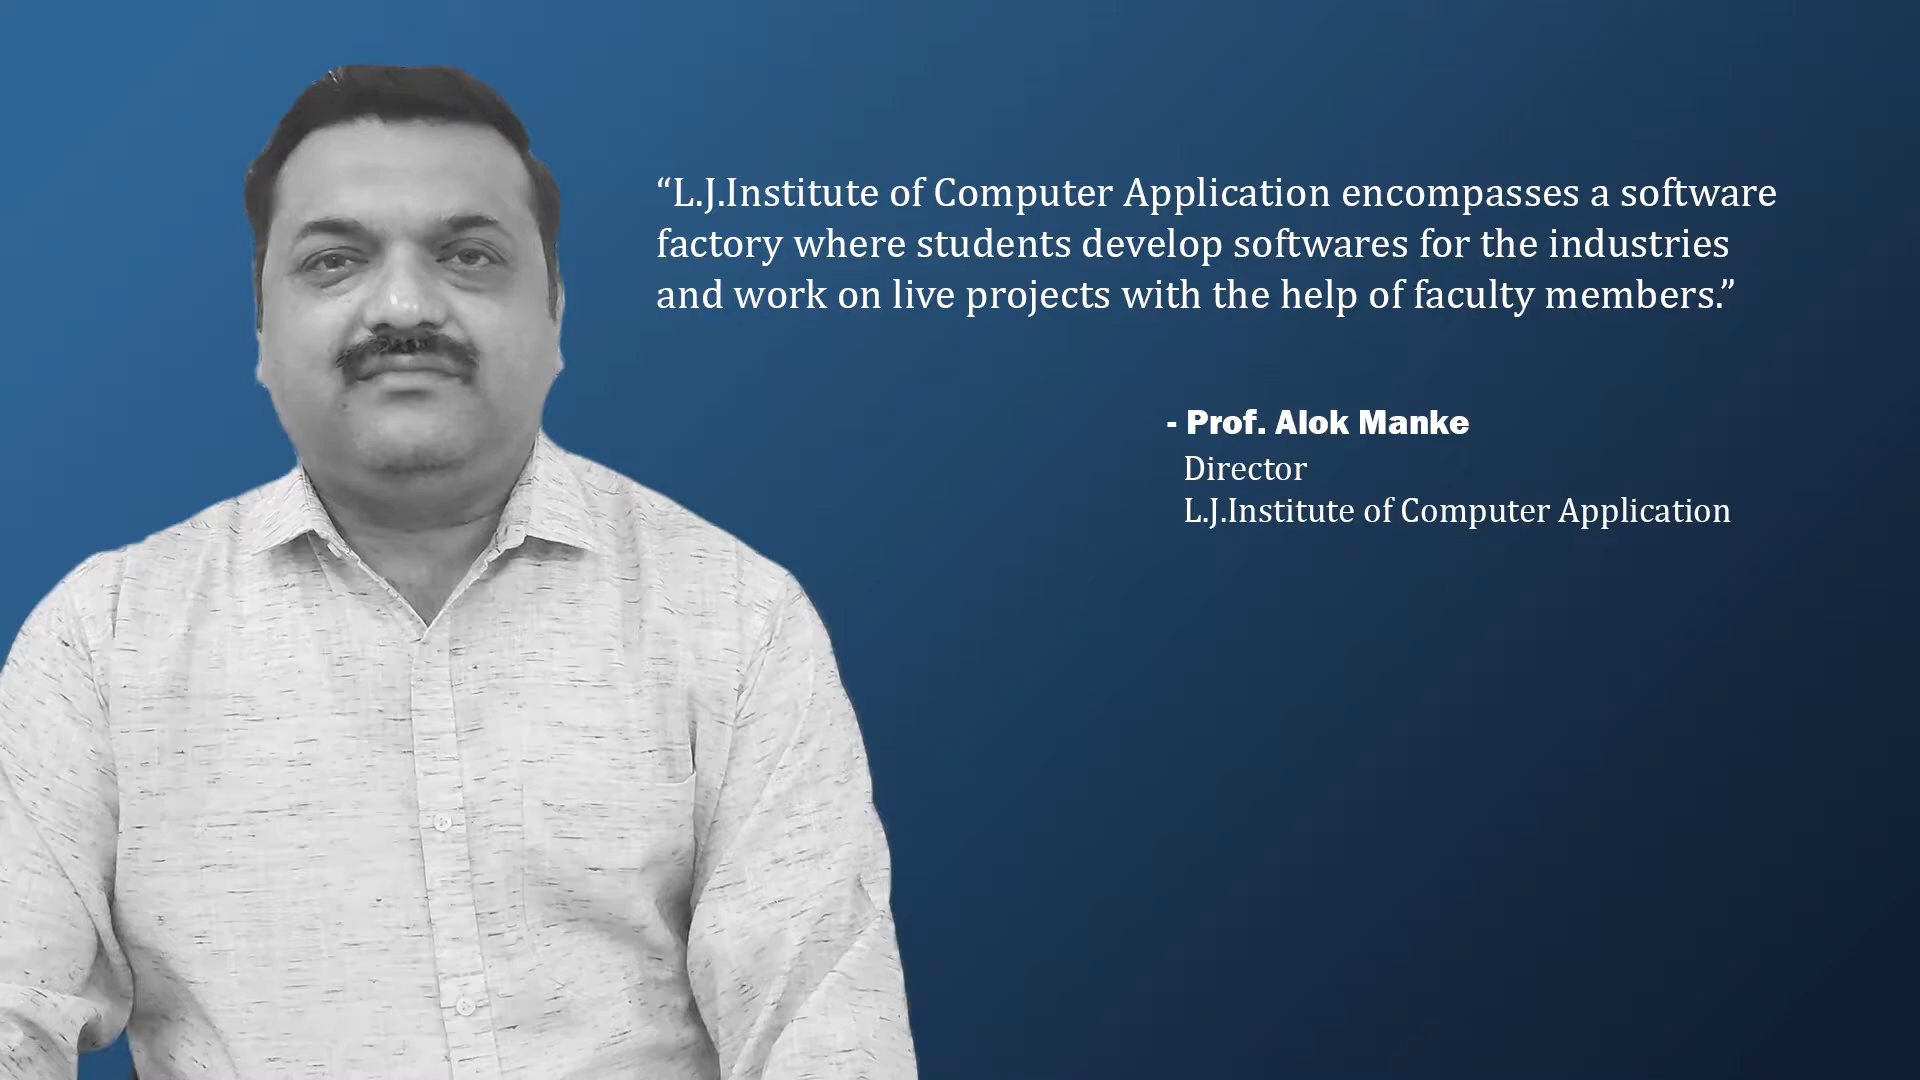 “L.J.Institute of Computer Application encompasses a software
factory where students develop softwares for the industries
and work on live projects with the help of faculty members.”
- Prof. Alok Manke
Director
L.J.Institute of Computer Application